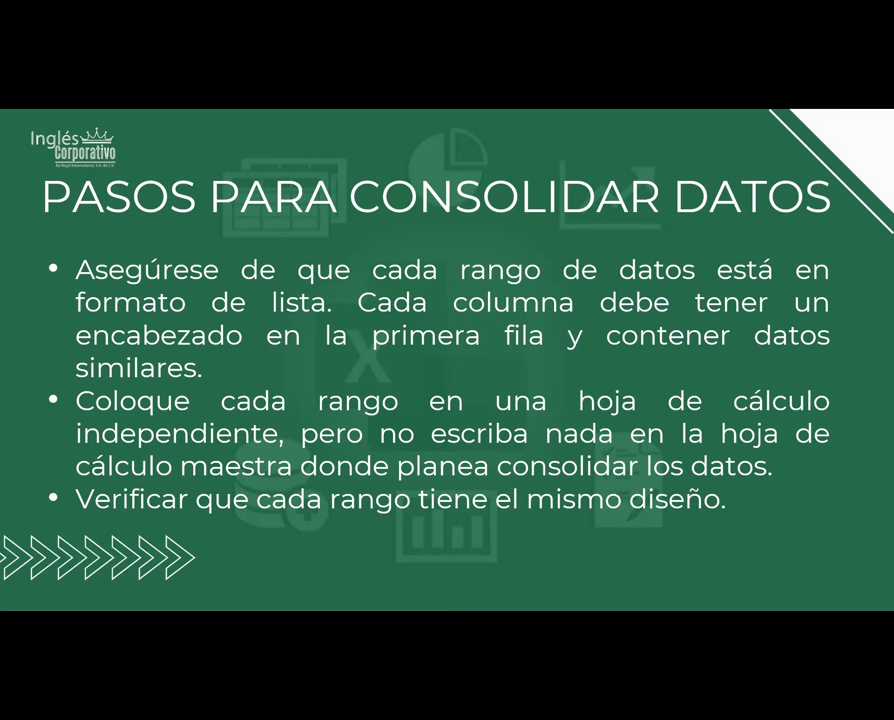 Inglés
Corporativo
PASOS PARA CONSOLIDAR DATOS
• Asegúrese de que cada rango de datos está en
formato de lista. Cada columna debe tener un
encabezado en la primera fila y contener datos
similares.
• Coloque cada rango en una hoja de cálculo
independiente, pero no escriba nada en la hoja de
cálculo maestra donde planea consolidar los datos.
• Verificar que cada rango tiene el mismo diseño.